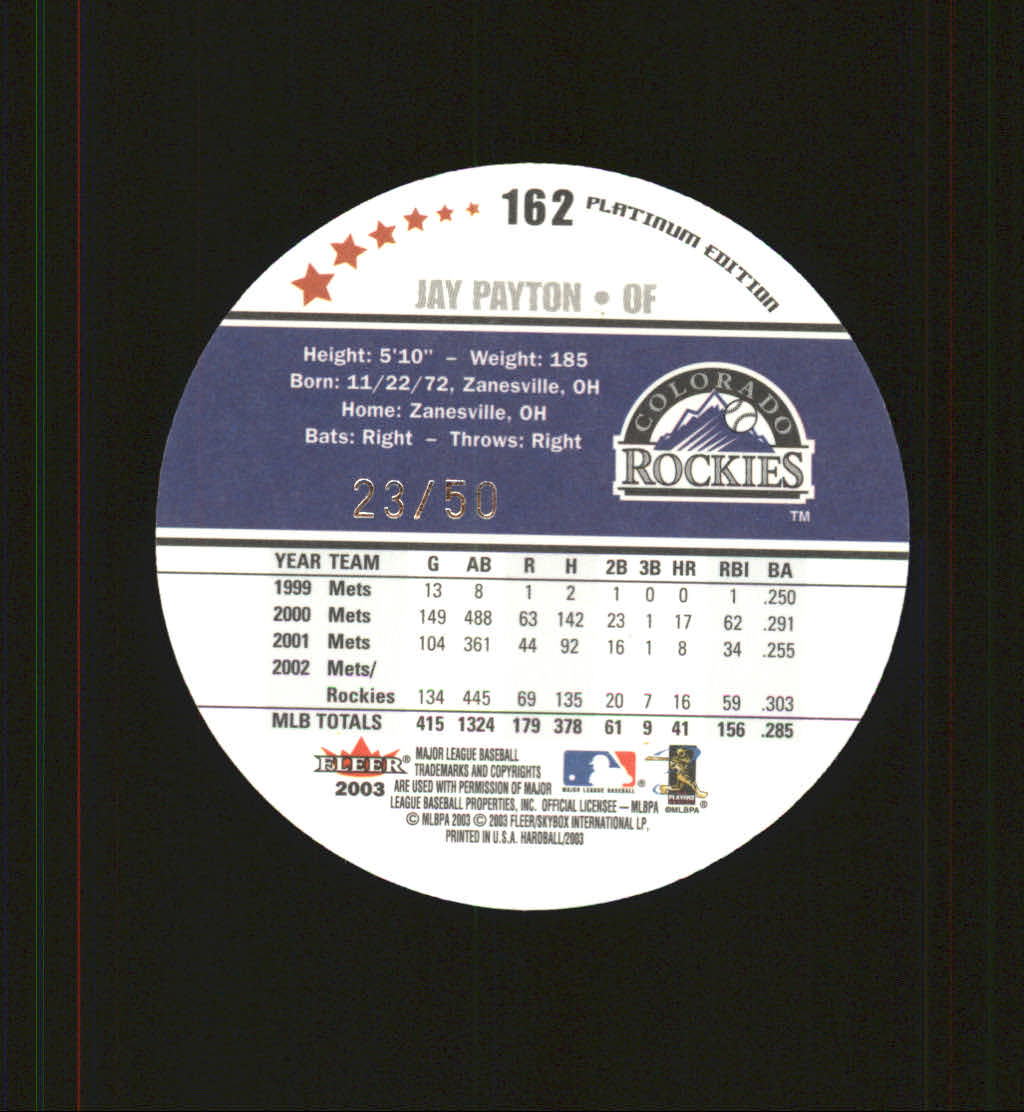 162 PLATINUM EDITION
JAY PAYTON • OF
Height: 5'10" – Weight: 185
Born: 11/22/72, Zanesville, OH
Home: Zanesville, OH
Bats: Right – Throws: Right
23/50
COLORADO
ROCKIES
TM
YEAR TEAM G AB R H 2B 3B HR RBI BA
1999 Mets 13 8 1 2 1 0 0 1 .250
2000 Mets 149 488 63 142 23 1 17 62 .291
2001 Mets 104 361 44 92 16 1 8 34 .255
2002 Mets/
Rockies 134 445 69 135 20 7 16 59 .303
MLB TOTALS 415 1324 179 378 61 9 41 156 .285
FLEER®
2003
MAJOR LEAGUE BASEBALL
TRADEMARKS AND COPYRIGHTS
ARE USED WITH PERMISSION OF MAJOR
LEAGUE BASEBALL PROPERTIES, INC. OFFICIAL LICENSEE — MLBPA
© MLBPA 2003 © 2003 FLEER/SKYBOX INTERNATIONAL LP,
PRINTED IN U.S.A. HARDBALL/2003
MAJOR LEAGUE BASEBALL ®
PLAYERS ®
©MLBPA